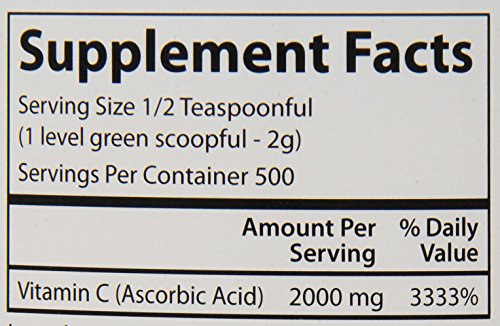 Supplement Facts
Serving Size 1/2 Teaspoonful
(1 level green scoopful - 2g)
Servings Per Container 500
Amount Per % Daily
Serving Value
Vitamin C (Ascorbic Acid) 2000 mg 3333%